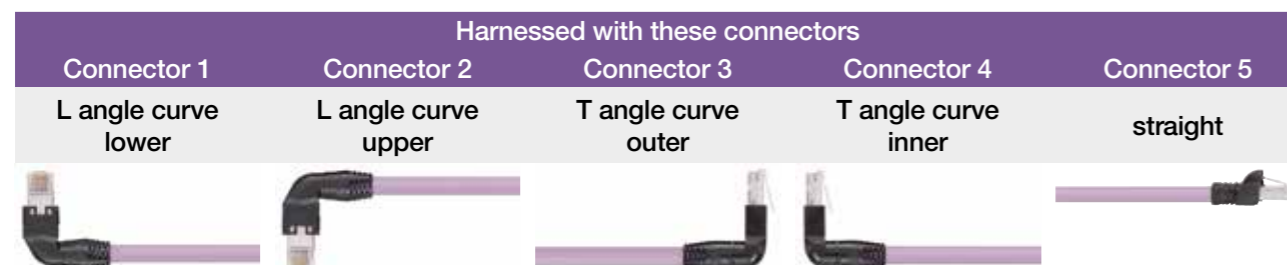 Harnessed with these connectors
Connector 1 Connector 2 Connector 3 Connector 4 Connector 5
L angle curve lower L angle curve upper T angle curve outer T angle curve inner straight